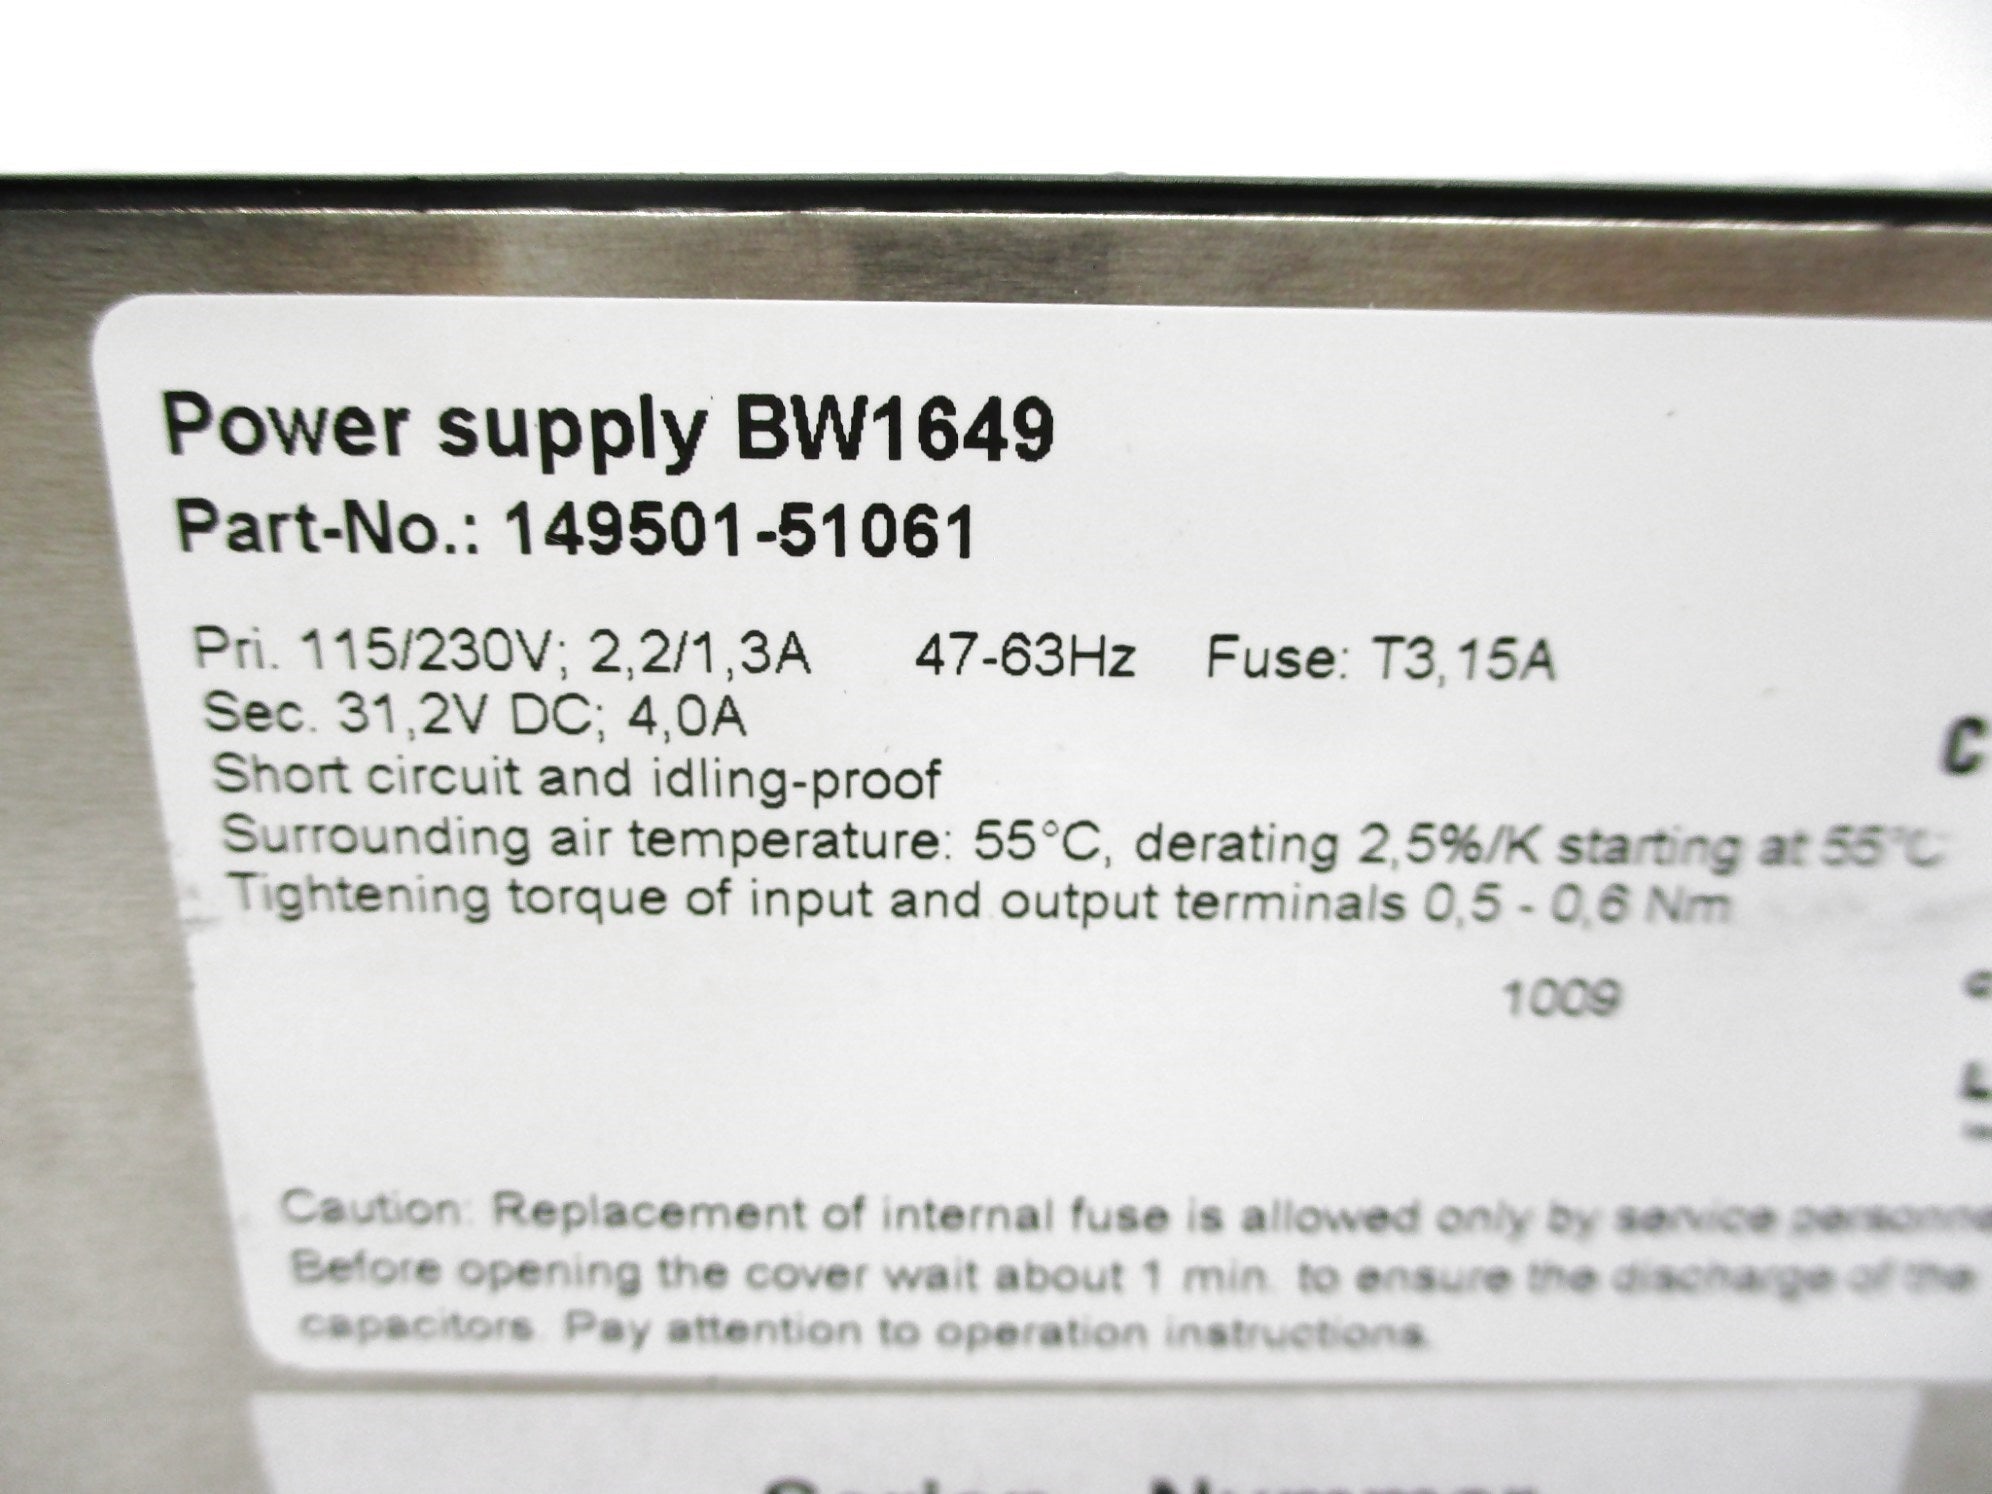 Power supply BW1649
Part-No.: 149501-51061
Pri. 115/230V; 2,2/1,3A 47-63Hz Fuse: T3,15A
Sec. 31,2V DC; 4,0A
Short circuit and idling-proof
Surrounding air temperature: 55°C, derating 2,5%/K starting at 55°C
Tightening torque of input and output terminals 0,5 - 0,6 Nm
1009
Caution: Replacement of internal fuse is allowed only by service
Before opening the cover wait about 1 min. to ensure the discharge of the
capacitors. Pay attention to operation instructions.